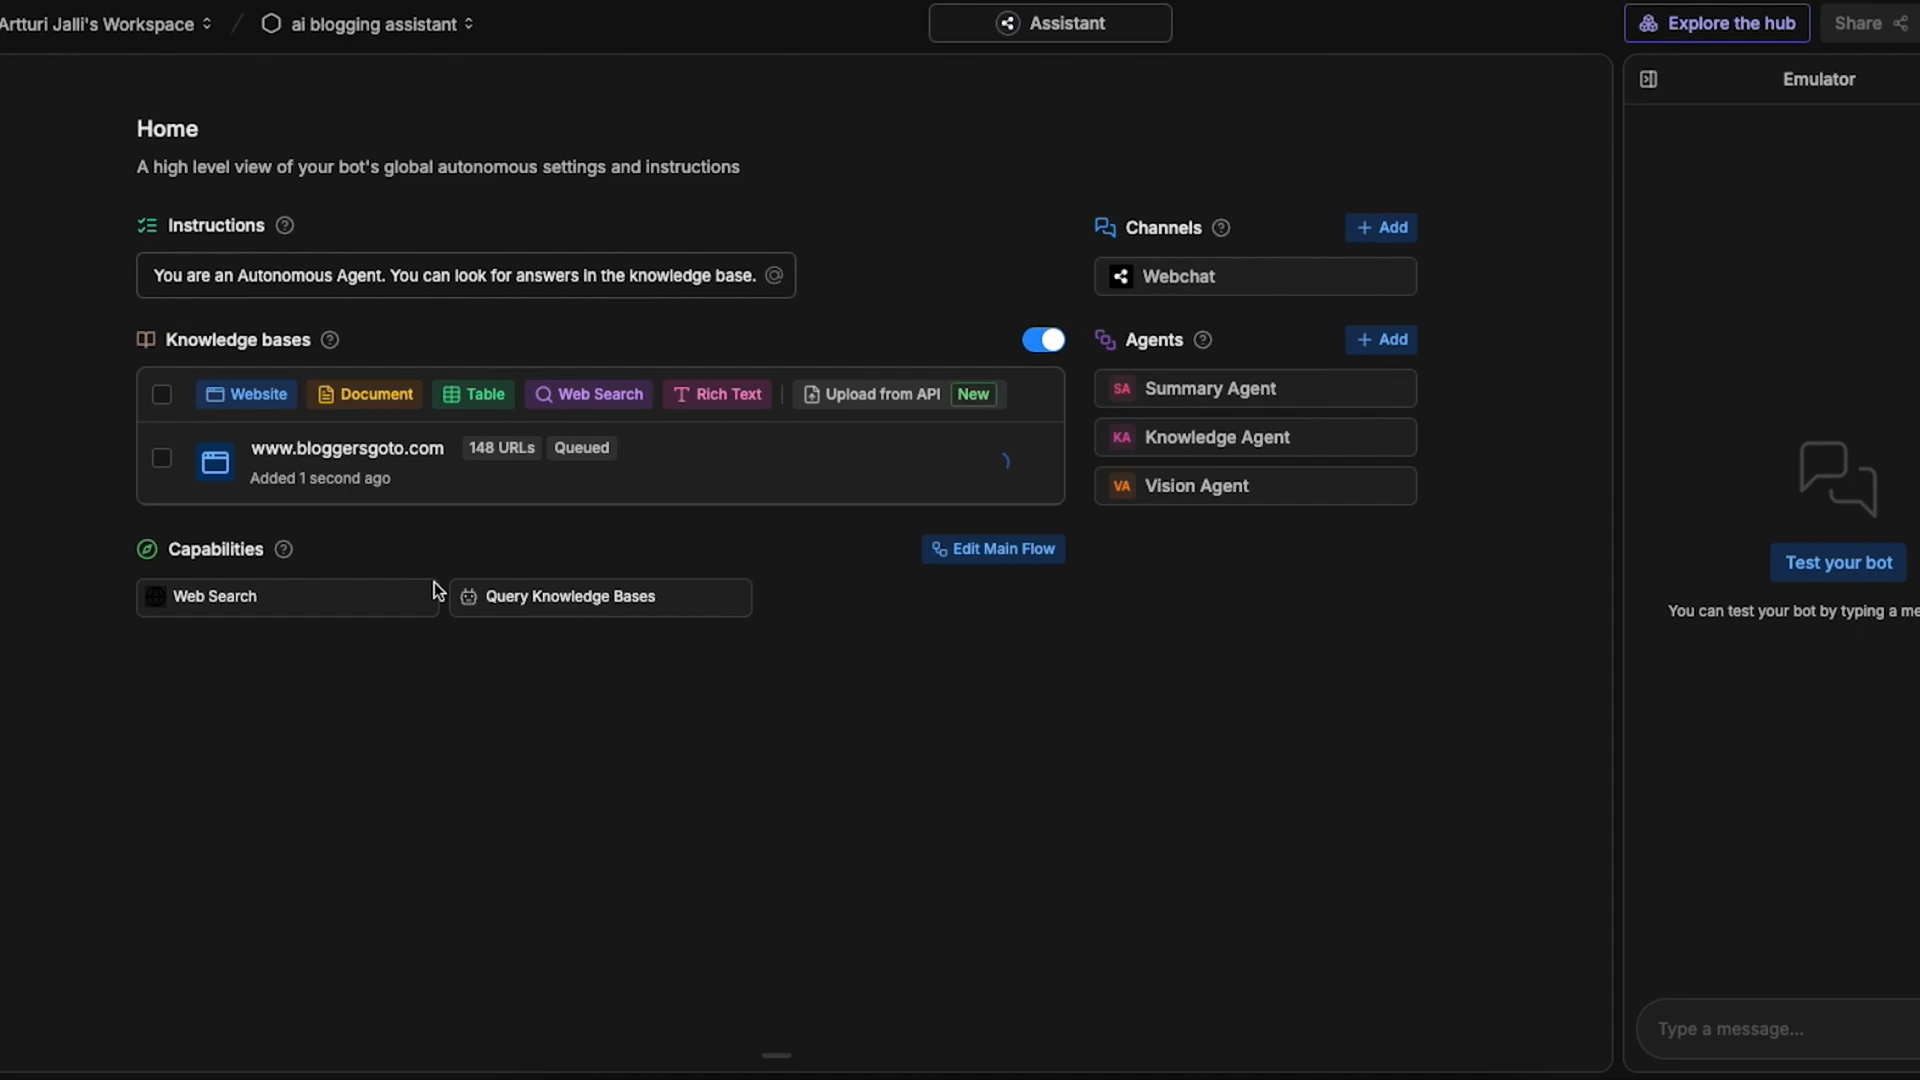 Artturi Jalli's Workspace / ai blogging assistant
Assistant
Explore the hub
Share
Home
A high level view of your bot's global autonomous settings and instructions
Instructions
You are an Autonomous Agent. You can look for answers in the knowledge base.
Knowledge bases
Website Document Table Web Search Rich Text Upload from API New
www.bloggersgoto.com 148 URLs Queued
Added 1 second ago
Capabilities
Edit Main Flow
Web Search
Query Knowledge Bases
Channels
+ Add
Webchat
Agents
+ Add
SA Summary Agent
KA Knowledge Agent
VA Vision Agent
Emulator
Test your bot
You can test your bot by typing a me
Type a message...